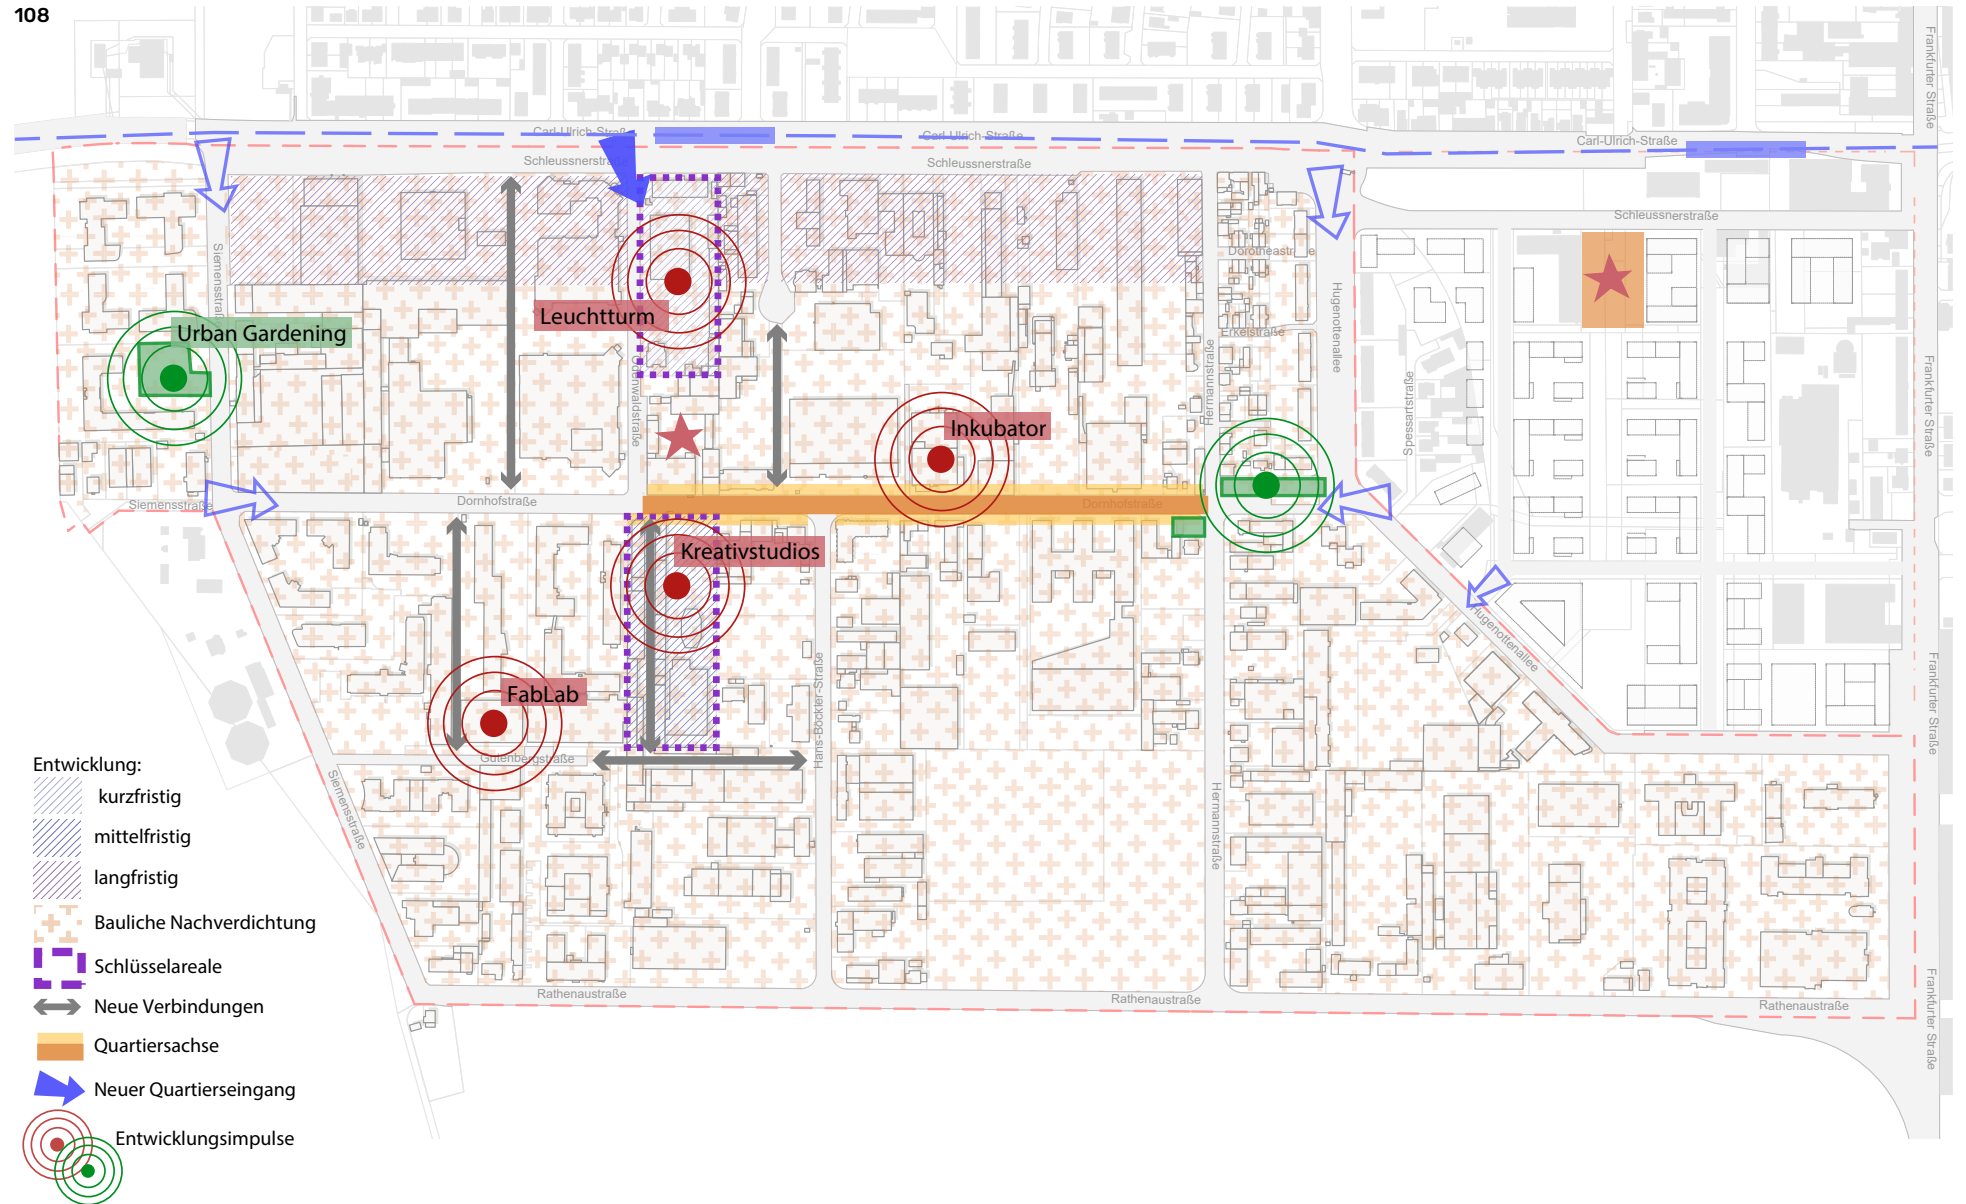 108
Carl-Ulrich-Straße
Carl-Ulrich-Straße
Carl-Ulrich-Straße
Frankfurter Straße
Schleussnerstraße
Schleussnerstraße
Schleussnerstraße
Siemensstraße
Dorotheastraße
Hugenottenallee
Leuchtturm
Urban Gardening
Erkelstraße
Hermannstraße
Odenwaldstraße
Spessartstraße
Frankfurter Straße
Inkubator
Siemensstraße
Dornhofstraße
Dornhofstraße
Kreativstudios
Hugenottenallee
FabLab
Hans-Böckler-Straße
Frankfurter Straße
Gutenbergstraße
Siemensstraße
Hermannstraße
Entwicklung:
kurzfristig
mittelfristig
langfristig
Bauliche Nachverdichtung
Schlüsselareale
Neue Verbindungen
Quartiersachse
Neuer Quartierseingang
Entwicklungsimpulse
Rathenaustraße
Rathenaustraße
Rathenaustraße
Frankfurter Straße